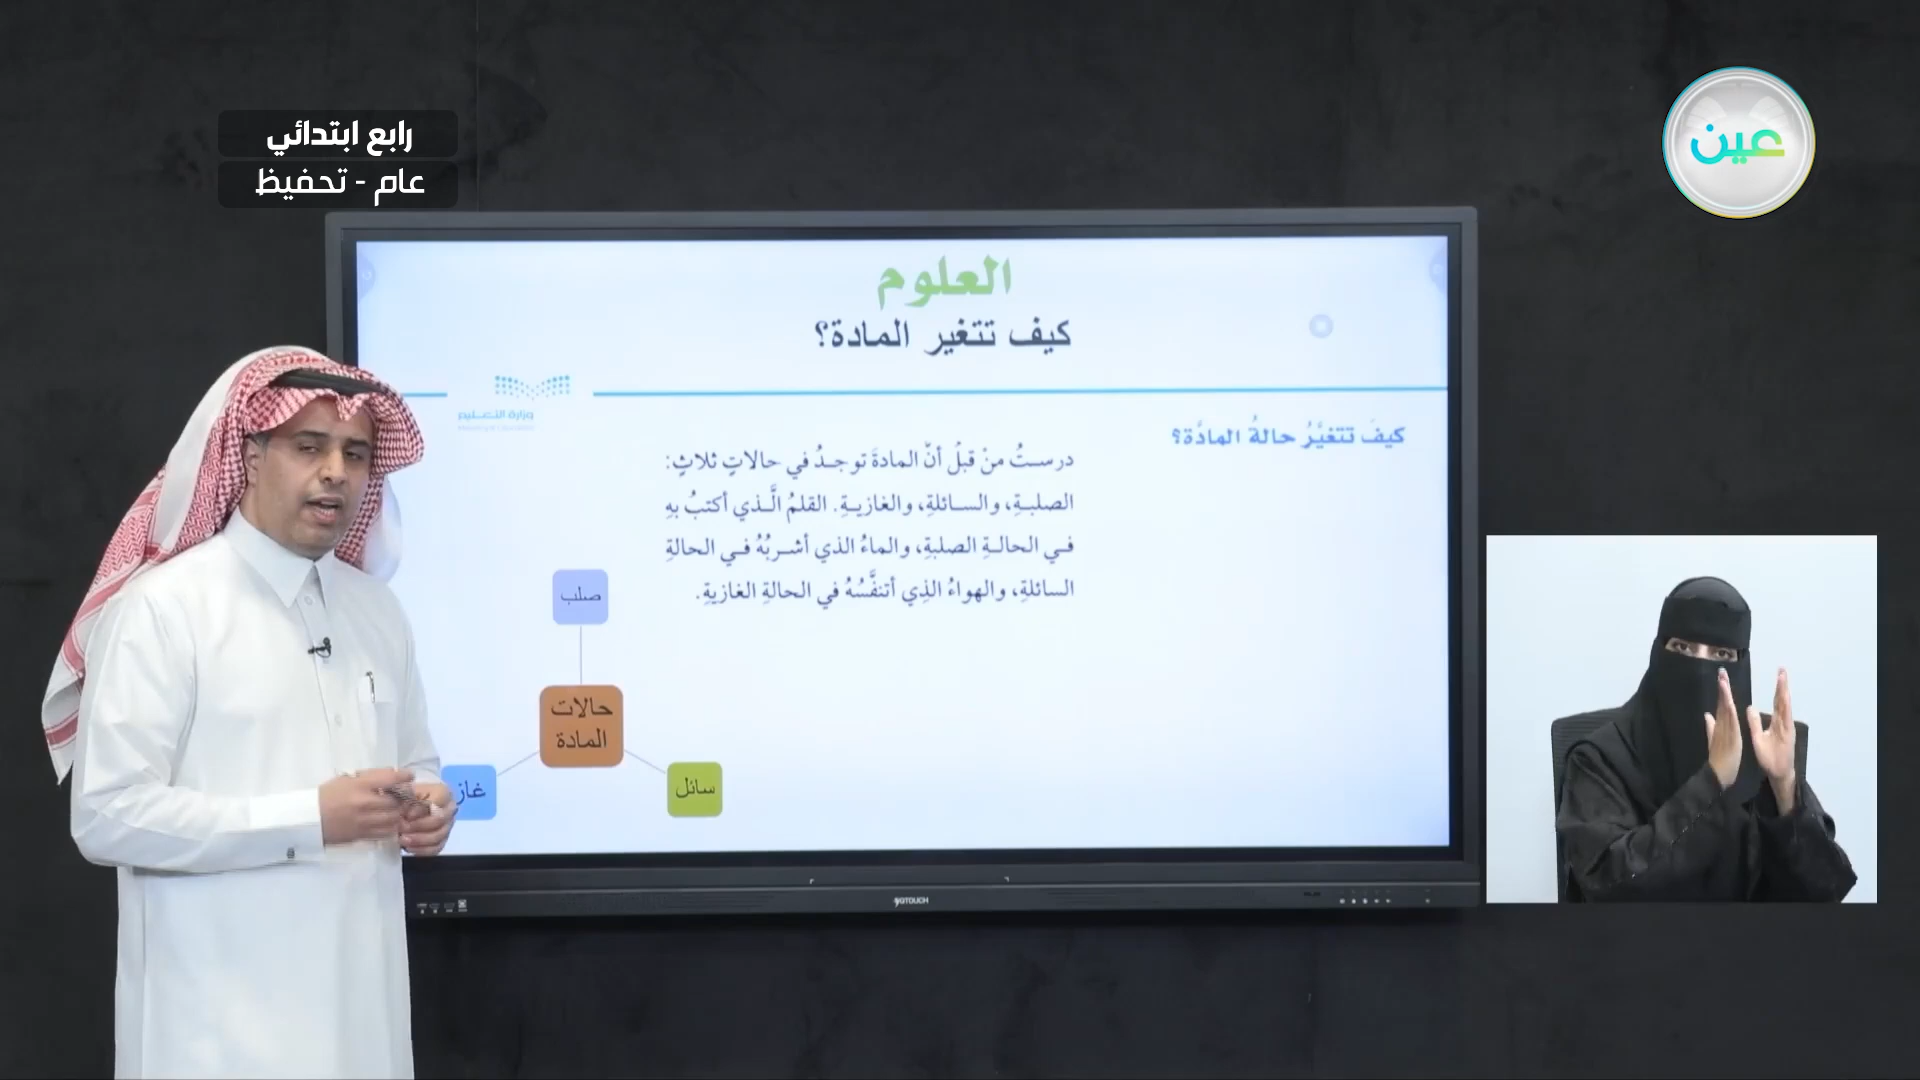 رابع ابتدائي
عام - تحفيظ
عين
العلوم
كيف تتغير المادة؟
وزارة التعليم
كيفَ تتغيَّرُ حالةُ المادَّة؟
درستُ منْ قبلُ أنّ المادةَ توجدُ في حالاتٍ ثلاثٍ:
الصلبةِ، والسائلةِ، والغازيةِ. القلمُ الَّذي أكتبُ بهِ
في الحالةِ الصلبةِ، والماءُ الذي أشربُهُ في الحالةِ
السائلةِ، والهواءُ الذِي أتنفَّسُهُ في الحالةِ الغازيةِ.
صلب
حالات
المادة
سائل
غاز